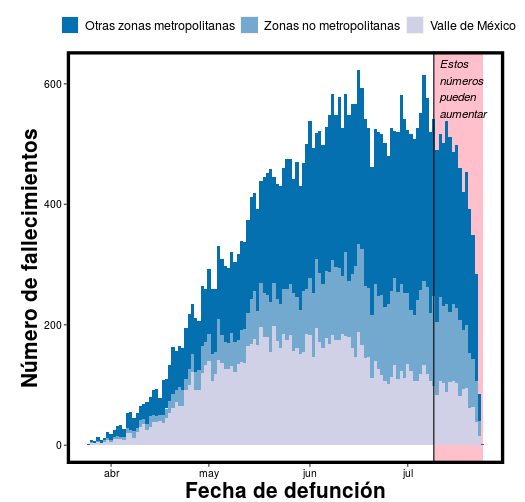 Otras zonas metropolitanas Zonas no metropolitanas Valle de México
Estos
números
pueden
aumentar
Número de fallecimientos
600
400
200
0
abr may jun jul
Fecha de defunción